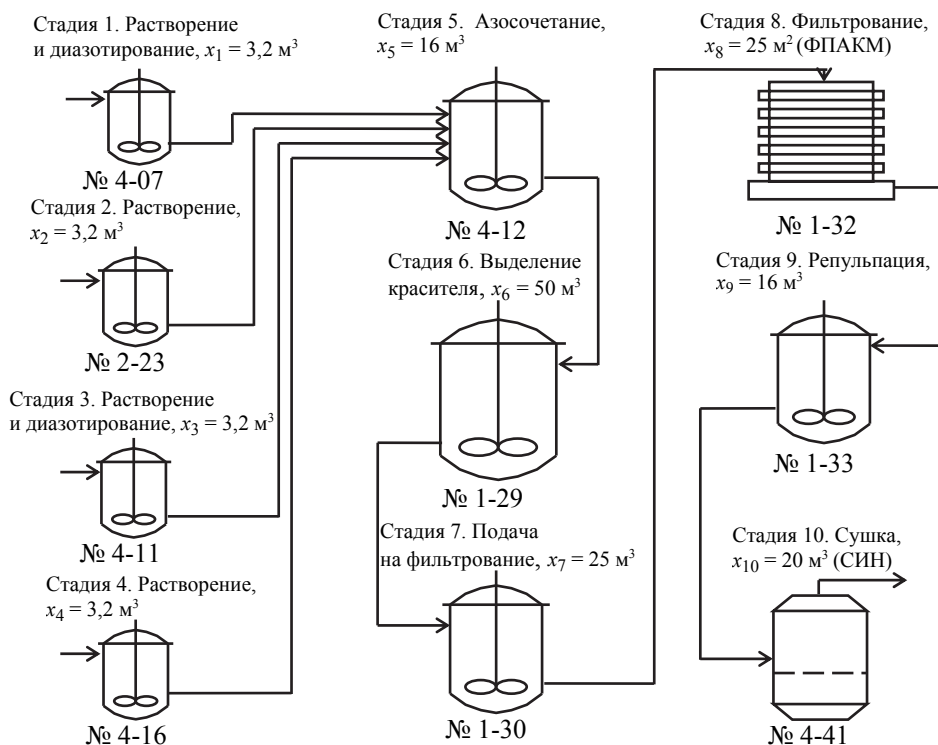 Стадия 1. Растворение
и диазотирование, x₁ = 3,2 м³
№ 4-07
Стадия 2. Растворение,
x₂ = 3,2 м³
№ 2-23
Стадия 3. Растворение
и диазотирование, x₃ = 3,2 м³
№ 4-11
Стадия 4. Растворение,
x₄ = 3,2 м³
№ 4-16
Стадия 5. Азосочетание,
x₅ = 16 м³
№ 4-12
Стадия 6. Выделение
красителя, x₆ = 50 м³
№ 1-29
Стадия 7. Подача
на фильтрование, x₇ = 25 м³
№ 1-30
Стадия 8. Фильтрование,
x₈ = 25 м² (ФПАКМ)
№ 1-32
Стадия 9. Репульпация,
x₉ = 16 м³
№ 1-33
Стадия 10. Сушка,
x₁₀ = 20 м³ (СИН)
№ 4-41